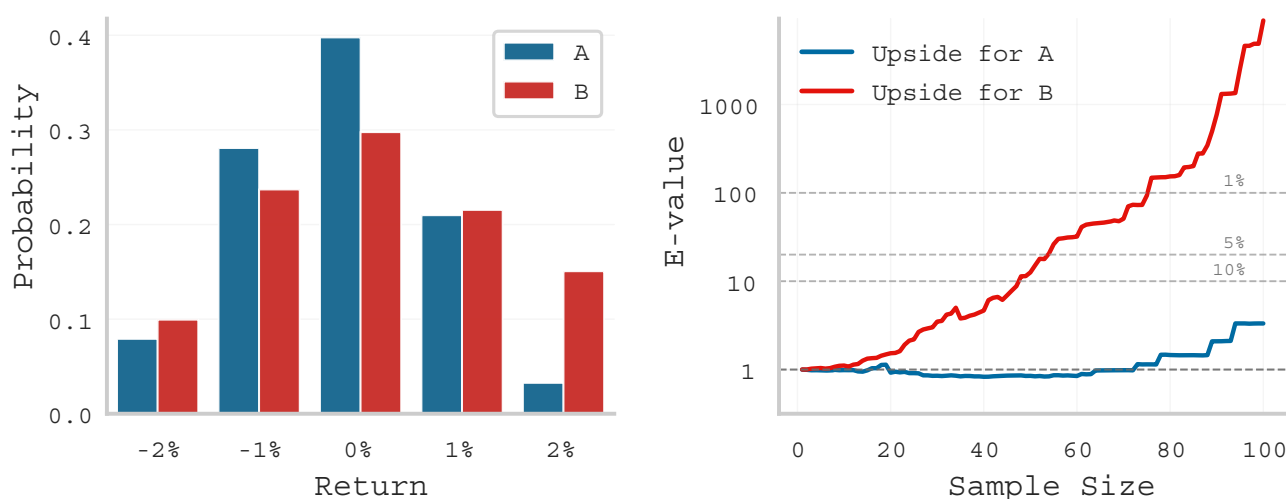 0.4
0.3
0.2
0.1
0.0
Probability
A
B
-2%
-1%
0%
1%
2%
Return
Upside for A
Upside for B
1000
100
10
1
E-value
1%
5%
10%
0
20
40
60
80
100
Sample Size